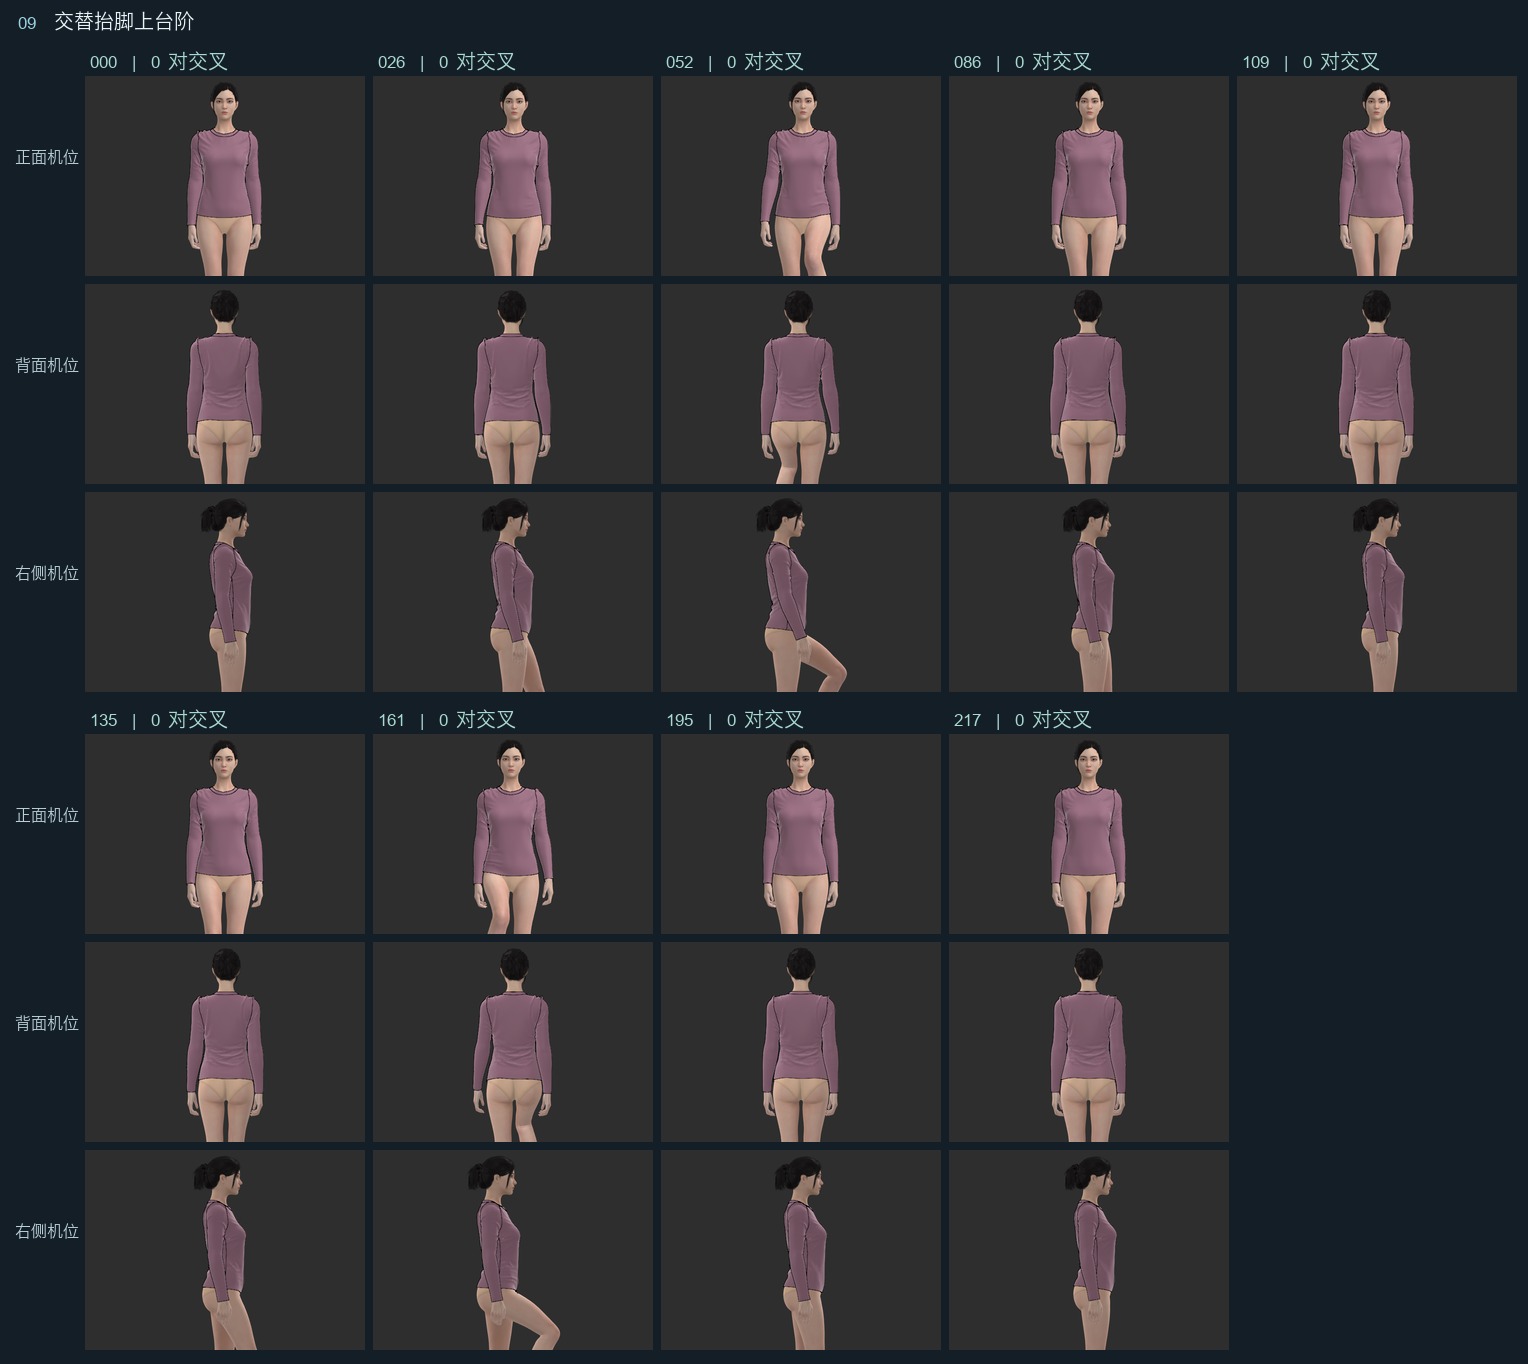 09 交替抬脚上台阶
000 | 0 对交叉
026 | 0 对交叉
052 | 0 对交叉
086 | 0 对交叉
109 | 0 对交叉
正面机位
背面机位
右侧机位
135 | 0 对交叉
161 | 0 对交叉
195 | 0 对交叉
217 | 0 对交叉
正面机位
背面机位
右侧机位